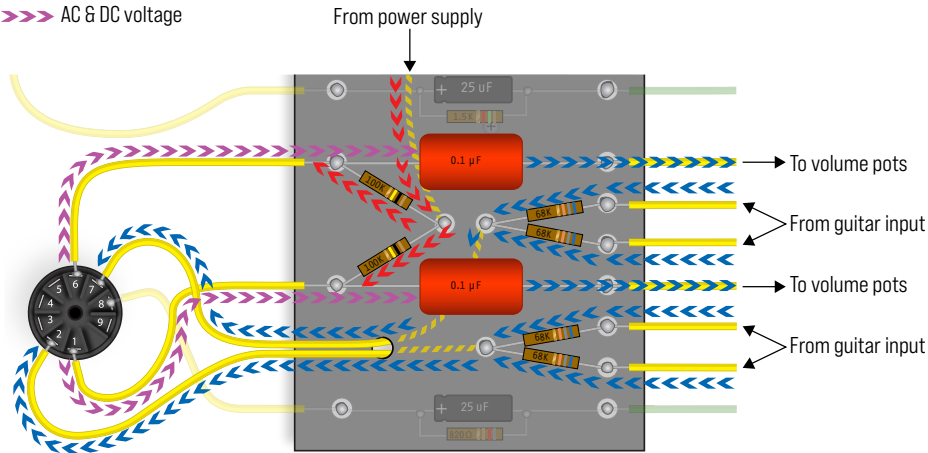 AC & DC voltage
From power supply
25 uF
1.5K
0.1 µF
To volume pots
100K
68K
From guitar input
68K
100K
0.1 µF
To volume pots
5
6
7
4
8
3
9
2
1
68K
From guitar input
68K
25 uF
820Ω